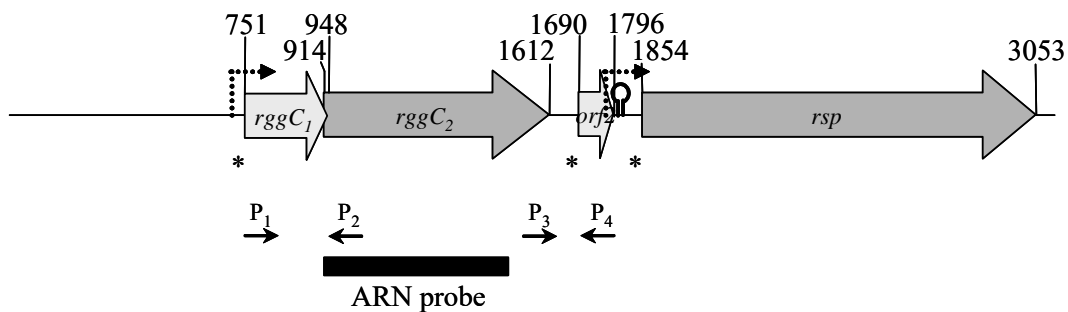 751 948 1690 1796
914 1612 1854 3053
rggC1 rggC2 orf2 rsp
* * *
P1 P2 P3 P4
ARN probe